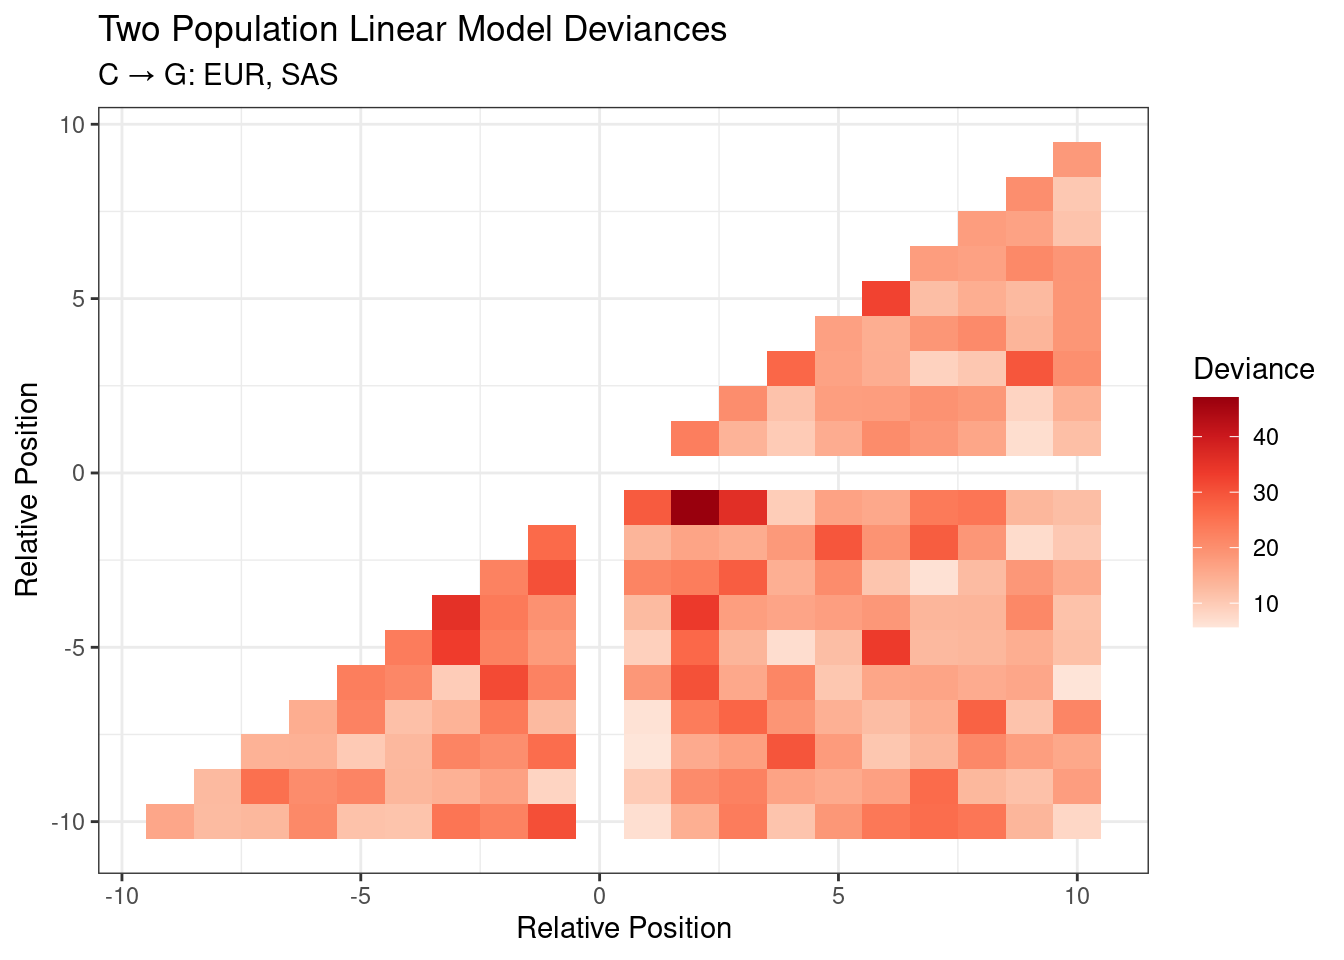 Two Population Linear Model Deviances
C → G: EUR, SAS
10
5
0
-5
-10
Relative Position
-10
-5
0
5
10
Relative Position
Deviance
40
30
20
10